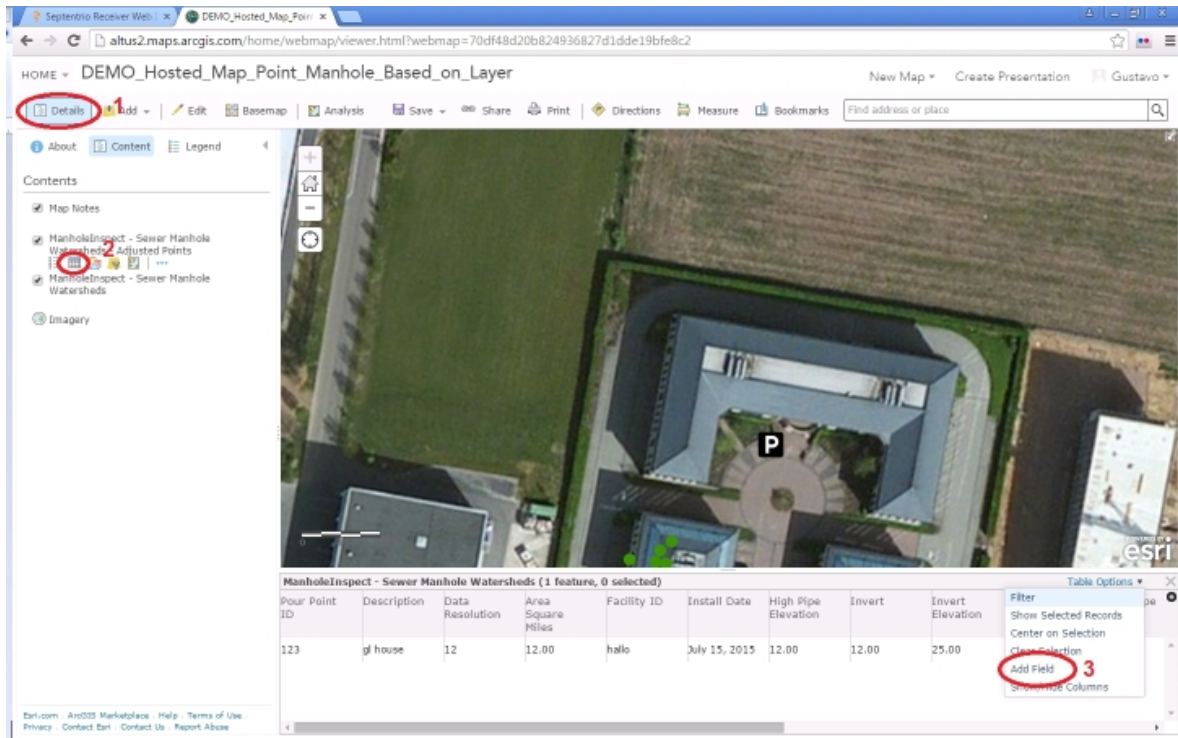 Septentrio Receiver Web I
DEMO_Hosted_Map_Poin
altus2.maps.arcgis.com/home/webmap/viewer.html?webmap=70df48d20b824936827d1dde19bfe8c2
HOME DEMO_Hosted_Map_Point_Manhole_Based_on_Layer
New Map Create Presentation Gustavo
Details 1 Add Edit Basemap Analysis Save Share Print Directions Measure Bookmarks Find address or place
About Content Legend
Contents
Map Notes
ManholeInspect - Sewer Manhole
Watersheds Adjusted Points
2
ManholeInspect - Sewer Manhole
Watersheds
Imagery
P
0
POWERED BY
esri
ManholeInspect - Sewer Manhole Watersheds (1 feature, 0 selected)
Table Options
Pour Point ID Description Data Resolution Area Square Miles Facility ID Install Date High Pipe Elevation Invert Invert Elevation pe
123 gl house 12 12.00 hallo July 15, 2015 12.00 12.00 25.00
Filter
Show Selected Records
Center on Selection
Clear Selection
Add Field 3
Show/Hide Columns
Esri.com . ArcGIS Marketplace . Help . Terms of Use .
Privacy . Contact Esri . Contact Us . Report Abuse